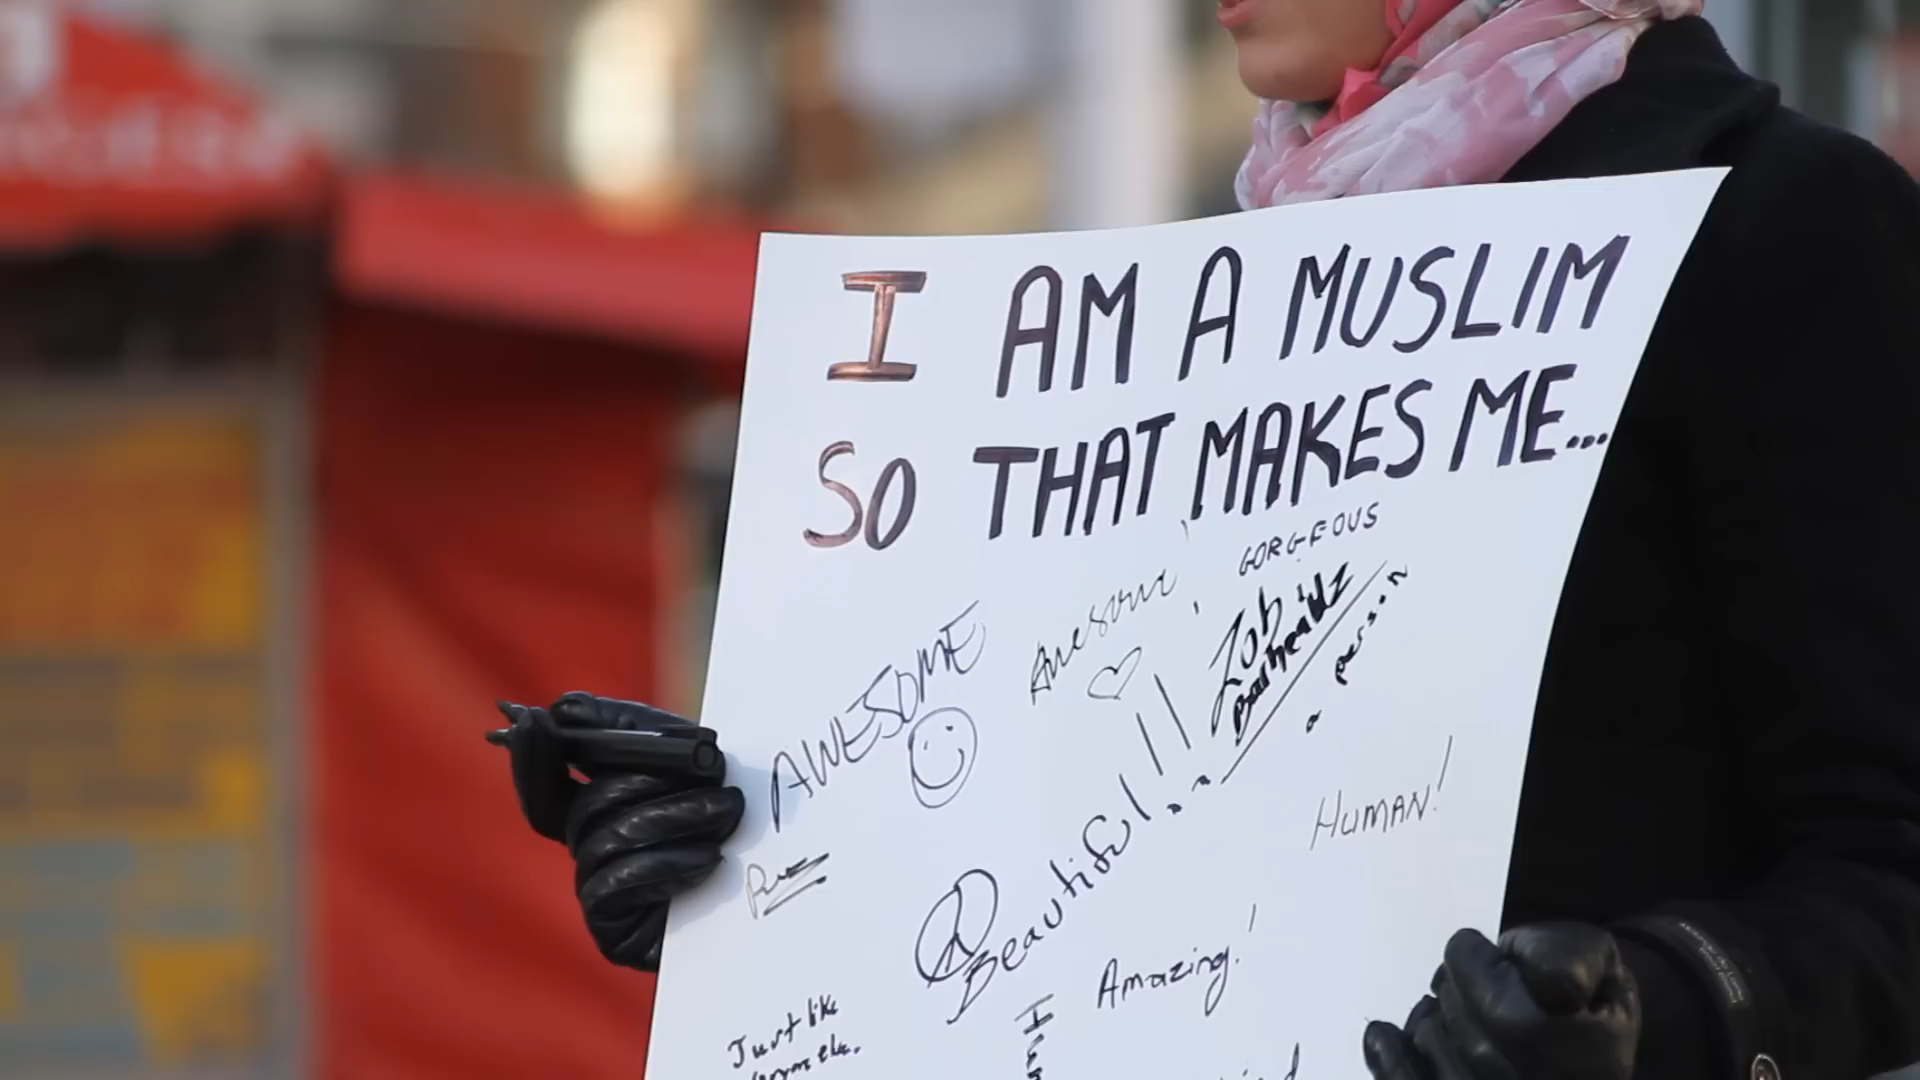 I AM A MUSLIM
SO THAT MAKES ME...
GORGEOUS
Awesome
AWESOME
a person
Beautiful!!!
HUMAN!
Amazing!
Just like